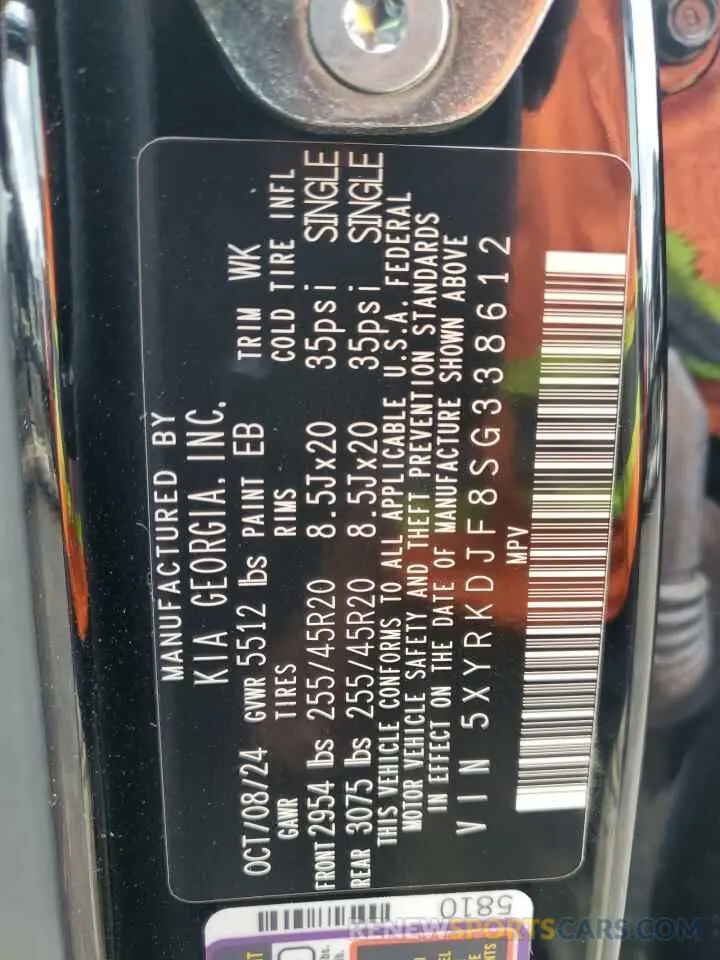 MANUFACTURED BY
KIA GEORGIA, INC.
OCT/08/24 GVWR 5512 lbs PAINT EB TRIM WK
GAWR TIRES RIMS COLD TIRE INFL
FRONT 2954 lbs 255/45R20 8.5Jx20 35psi SINGLE
REAR 3075 lbs 255/45R20 8.5Jx20 35psi SINGLE
THIS VEHICLE CONFORMS TO ALL APPLICABLE U.S.A. FEDERAL
MOTOR VEHICLE SAFETY AND THEFT PREVENTION STANDARDS
IN EFFECT ON THE DATE OF MANUFACTURE SHOWN ABOVE
VIN 5XYRKDJF8SG338612
MPV
5810
RENEWSPORTSCARS.COM